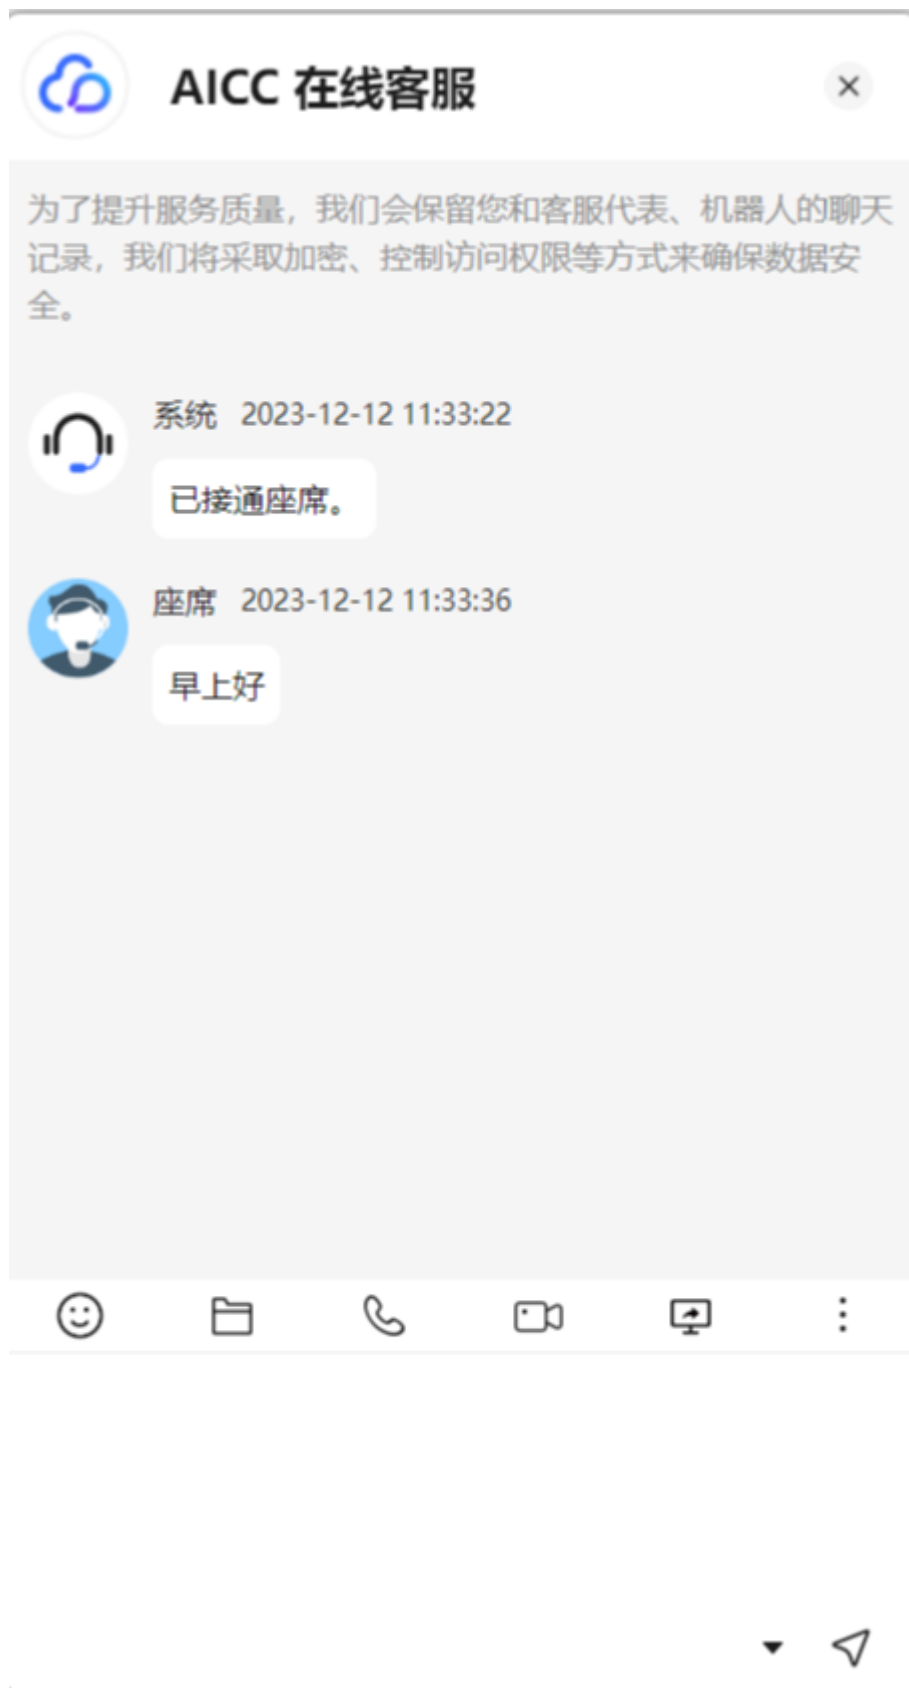 AICC 在线客服
为了提升服务质量，我们会保留您和客服代表、机器人的聊天
记录，我们将采取加密、控制访问权限等方式来确保数据安
全。
系统 2023-12-12 11:33:22
已接通座席。
座席 2023-12-12 11:33:36
早上好